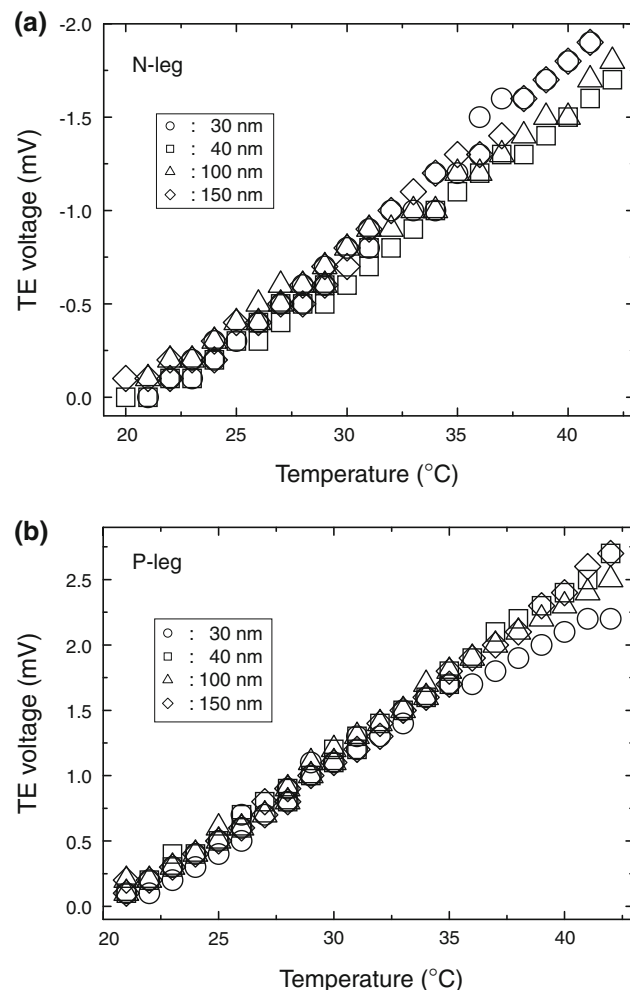 (a)
N-leg
: 30 nm
: 40 nm
: 100 nm
: 150 nm
-2.0
-1.5
-1.0
-0.5
0.0
TE voltage (mV)
20 25 30 35 40
Temperature (°C)
(b)
P-leg
: 30 nm
: 40 nm
: 100 nm
: 150 nm
2.5
2.0
1.5
1.0
0.5
0.0
TE voltage (mV)
20 25 30 35 40
Temperature (°C)